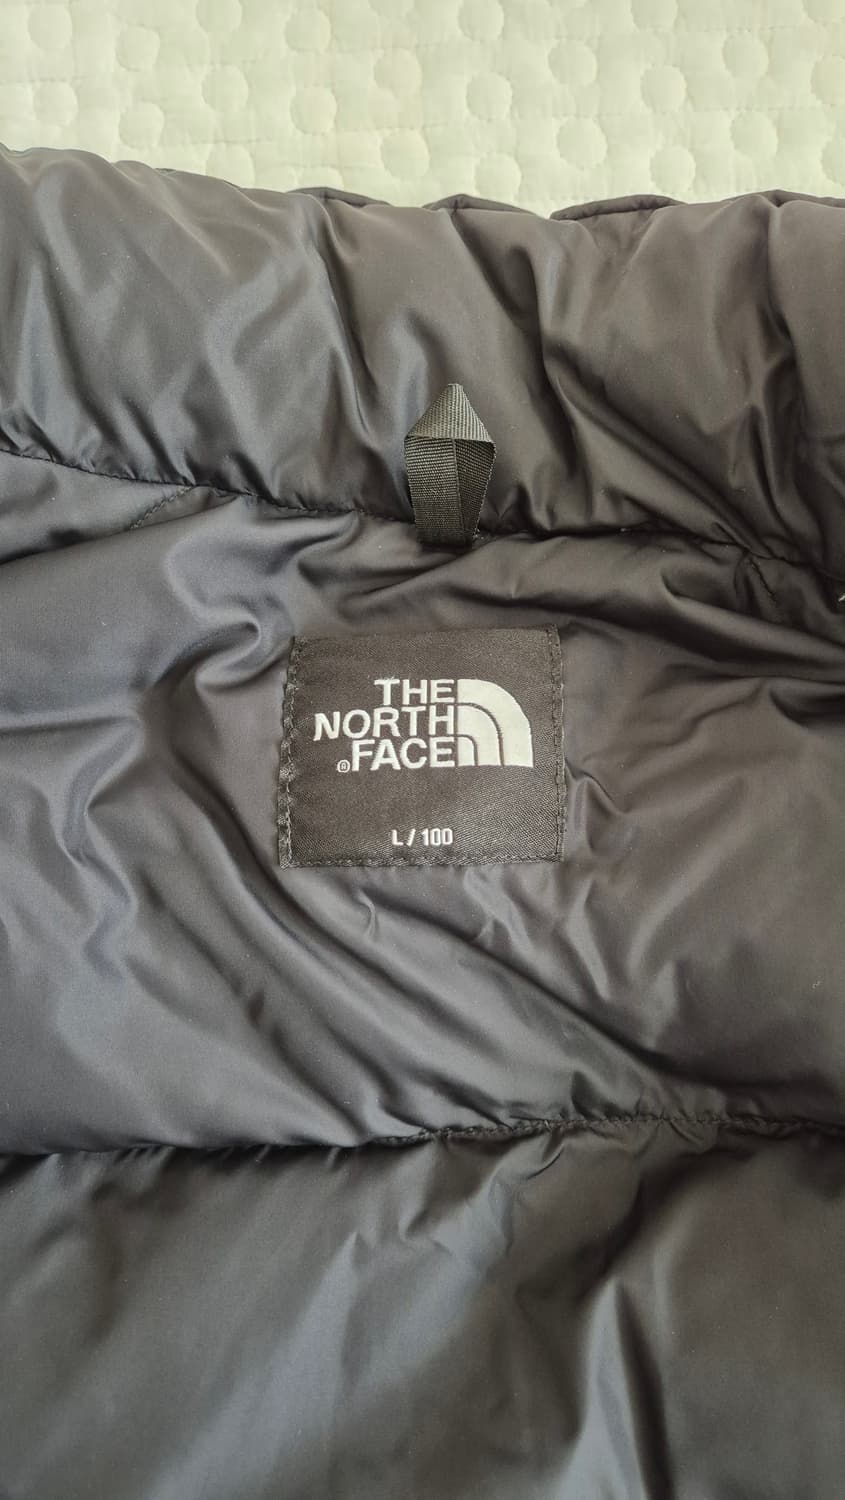 THE
NORTH
® FACE
L / 100